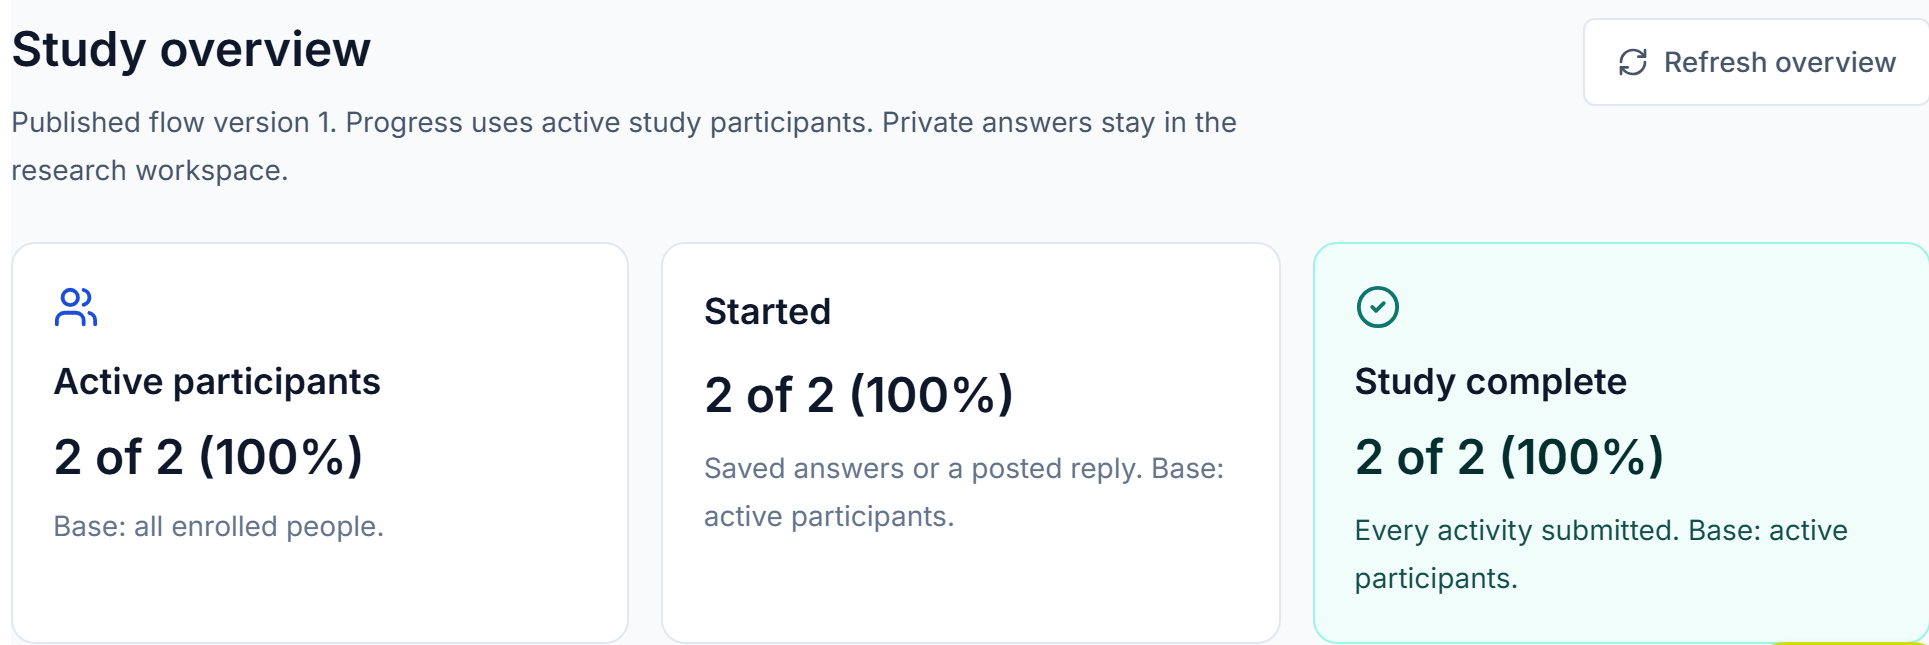 Study overview
Refresh overview
Published flow version 1. Progress uses active study participants. Private answers stay in the
research workspace.
Active participants
2 of 2 (100%)
Base: all enrolled people.
Started
2 of 2 (100%)
Saved answers or a posted reply. Base:
active participants.
Study complete
2 of 2 (100%)
Every activity submitted. Base: active
participants.